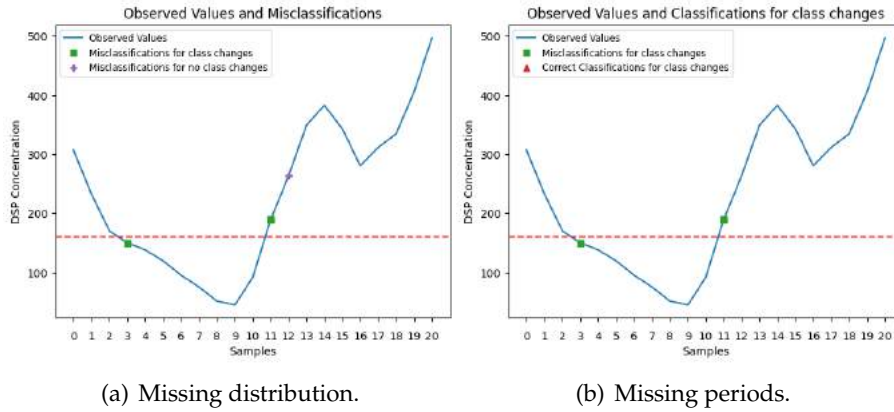 Observed Values and Misclassifications
Observed Values
Misclassifications for class changes
Misclassifications for no class changes
DSP Concentration
500
400
300
200
100
0 1 2 3 4 5 6 7 8 9 10 11 12 13 14 15 16 17 18 19 20
Samples
(a) Missing distribution.
Observed Values and Classifications for class changes
Observed Values
Misclassifications for class changes
Correct Classifications for class changes
DSP Concentration
500
400
300
200
100
0 1 2 3 4 5 6 7 8 9 10 11 12 13 14 15 16 17 18 19 20
Samples
(b) Missing periods.